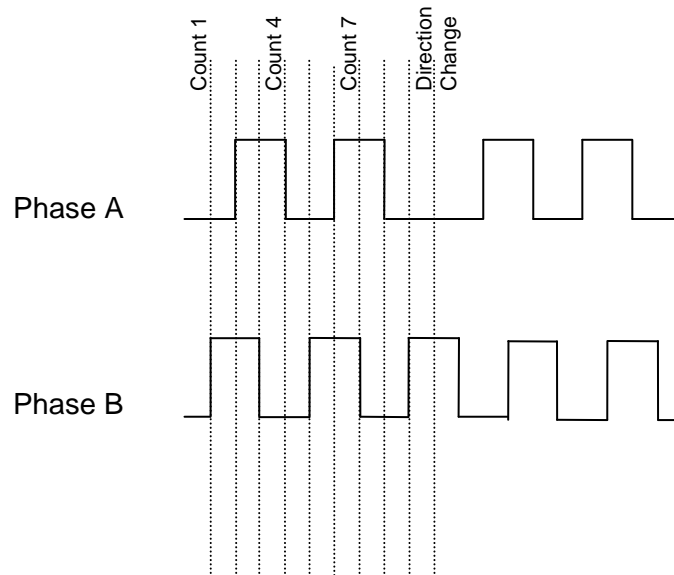 Count 1
Count 4
Count 7
Direction
Change
Phase A
Phase B